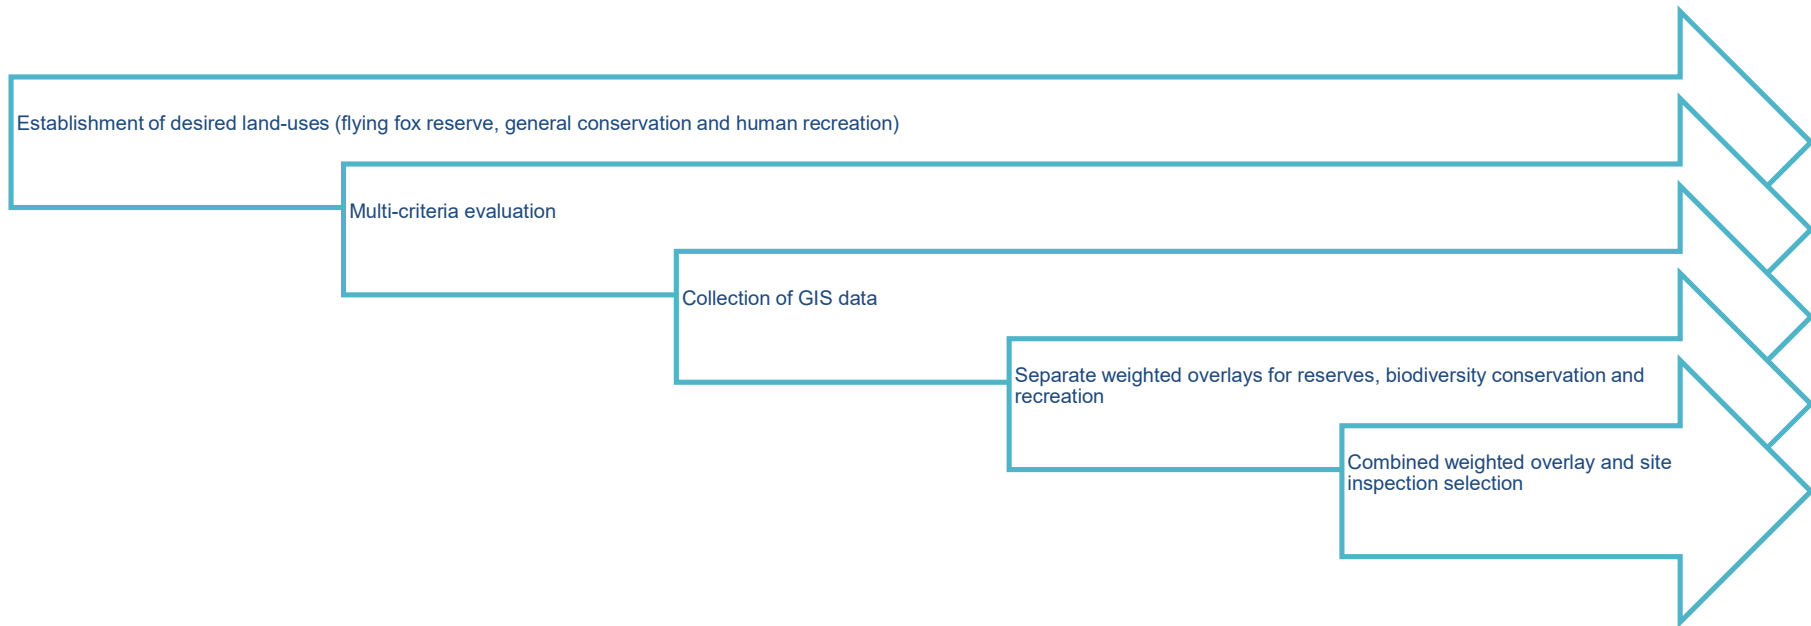 Establishment of desired land-uses (flying fox reserve, general conservation and human recreation)
Multi-criteria evaluation
Collection of GIS data
Separate weighted overlays for reserves, biodiversity conservation and
recreation
Combined weighted overlay and site
inspection selection